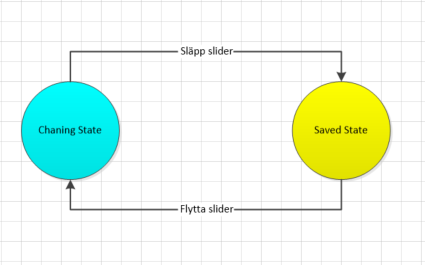 Släpp slider
Chaning State
Saved State
Flytta slider